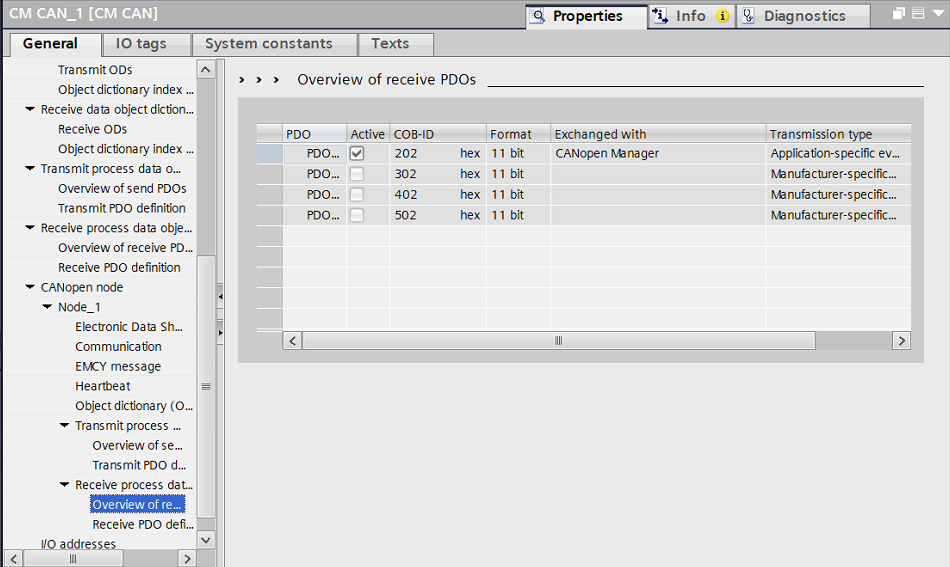 CM CAN_1 [CM CAN]
Properties
Info
Diagnostics
General
IO tags
System constants
Texts
Transmit ODs
Object dictionary index ...
Receive data object diction...
Receive ODs
Object dictionary index ...
Transmit process data o...
Overview of send PDOs
Transmit PDO definition
Receive process data obje...
Overview of receive PD...
Receive PDO definition
CANopen node
Node_1
Electronic Data Sh...
Communication
EMCY message
Heartbeat
Object dictionary (O...
Transmit process ...
Overview of se...
Transmit PDO d...
Receive process dat...
Overview of re...
Receive PDO defi...
I/O addresses
> > > Overview of receive PDOs
PDO Active COB-ID Format Exchanged with Transmission type
PDO... 202 hex 11 bit CANopen Manager Application-specific ev...
PDO... 302 hex 11 bit Manufacturer-specific...
PDO... 402 hex 11 bit Manufacturer-specific...
PDO... 502 hex 11 bit Manufacturer-specific...